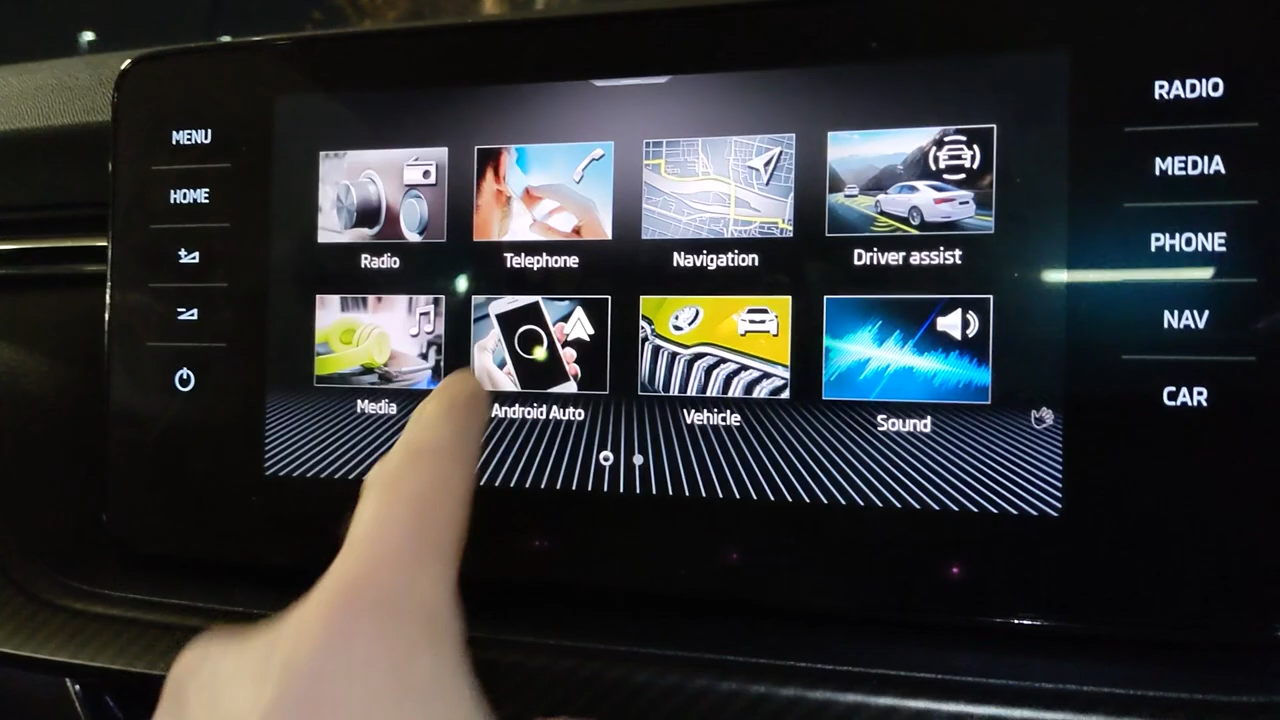 MENU
HOME
Radio
Telephone
Navigation
Driver assist
Media
Android Auto
Vehicle
Sound
RADIO
MEDIA
PHONE
NAV
CAR